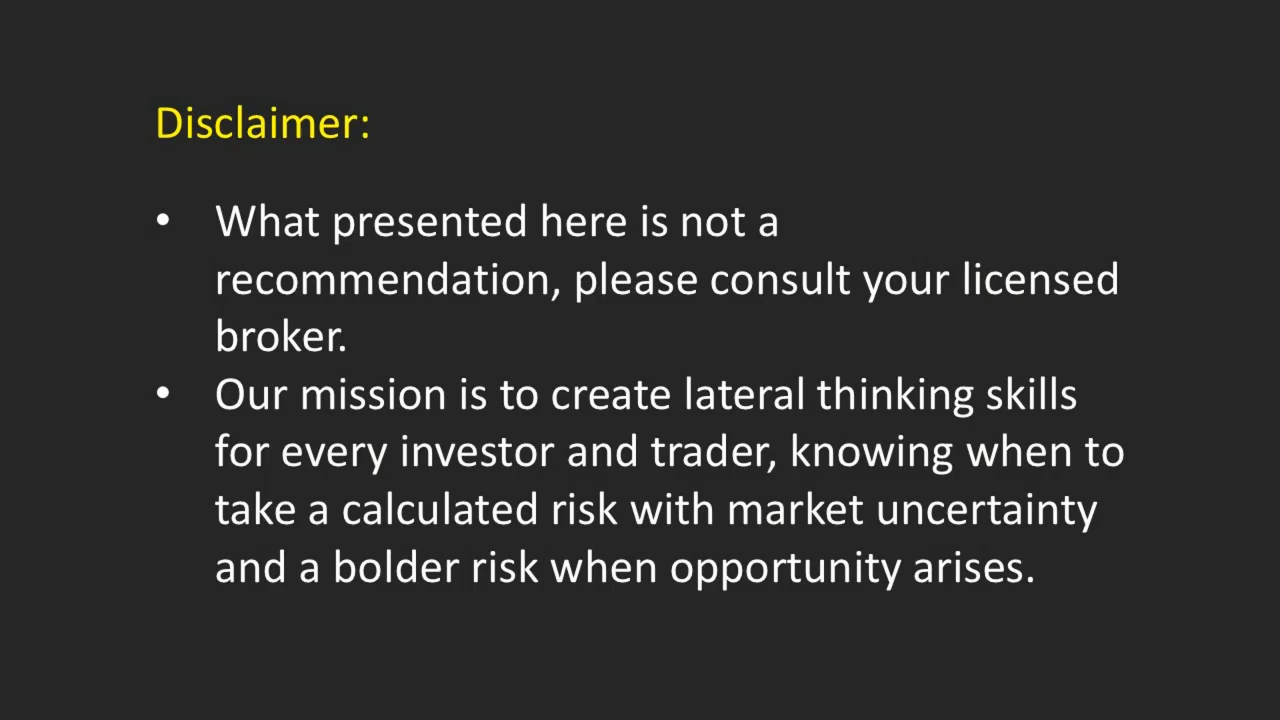 Disclaimer:
• What presented here is not a
recommendation, please consult your licensed
broker.
• Our mission is to create lateral thinking skills
for every investor and trader, knowing when to
take a calculated risk with market uncertainty
and a bolder risk when opportunity arises.